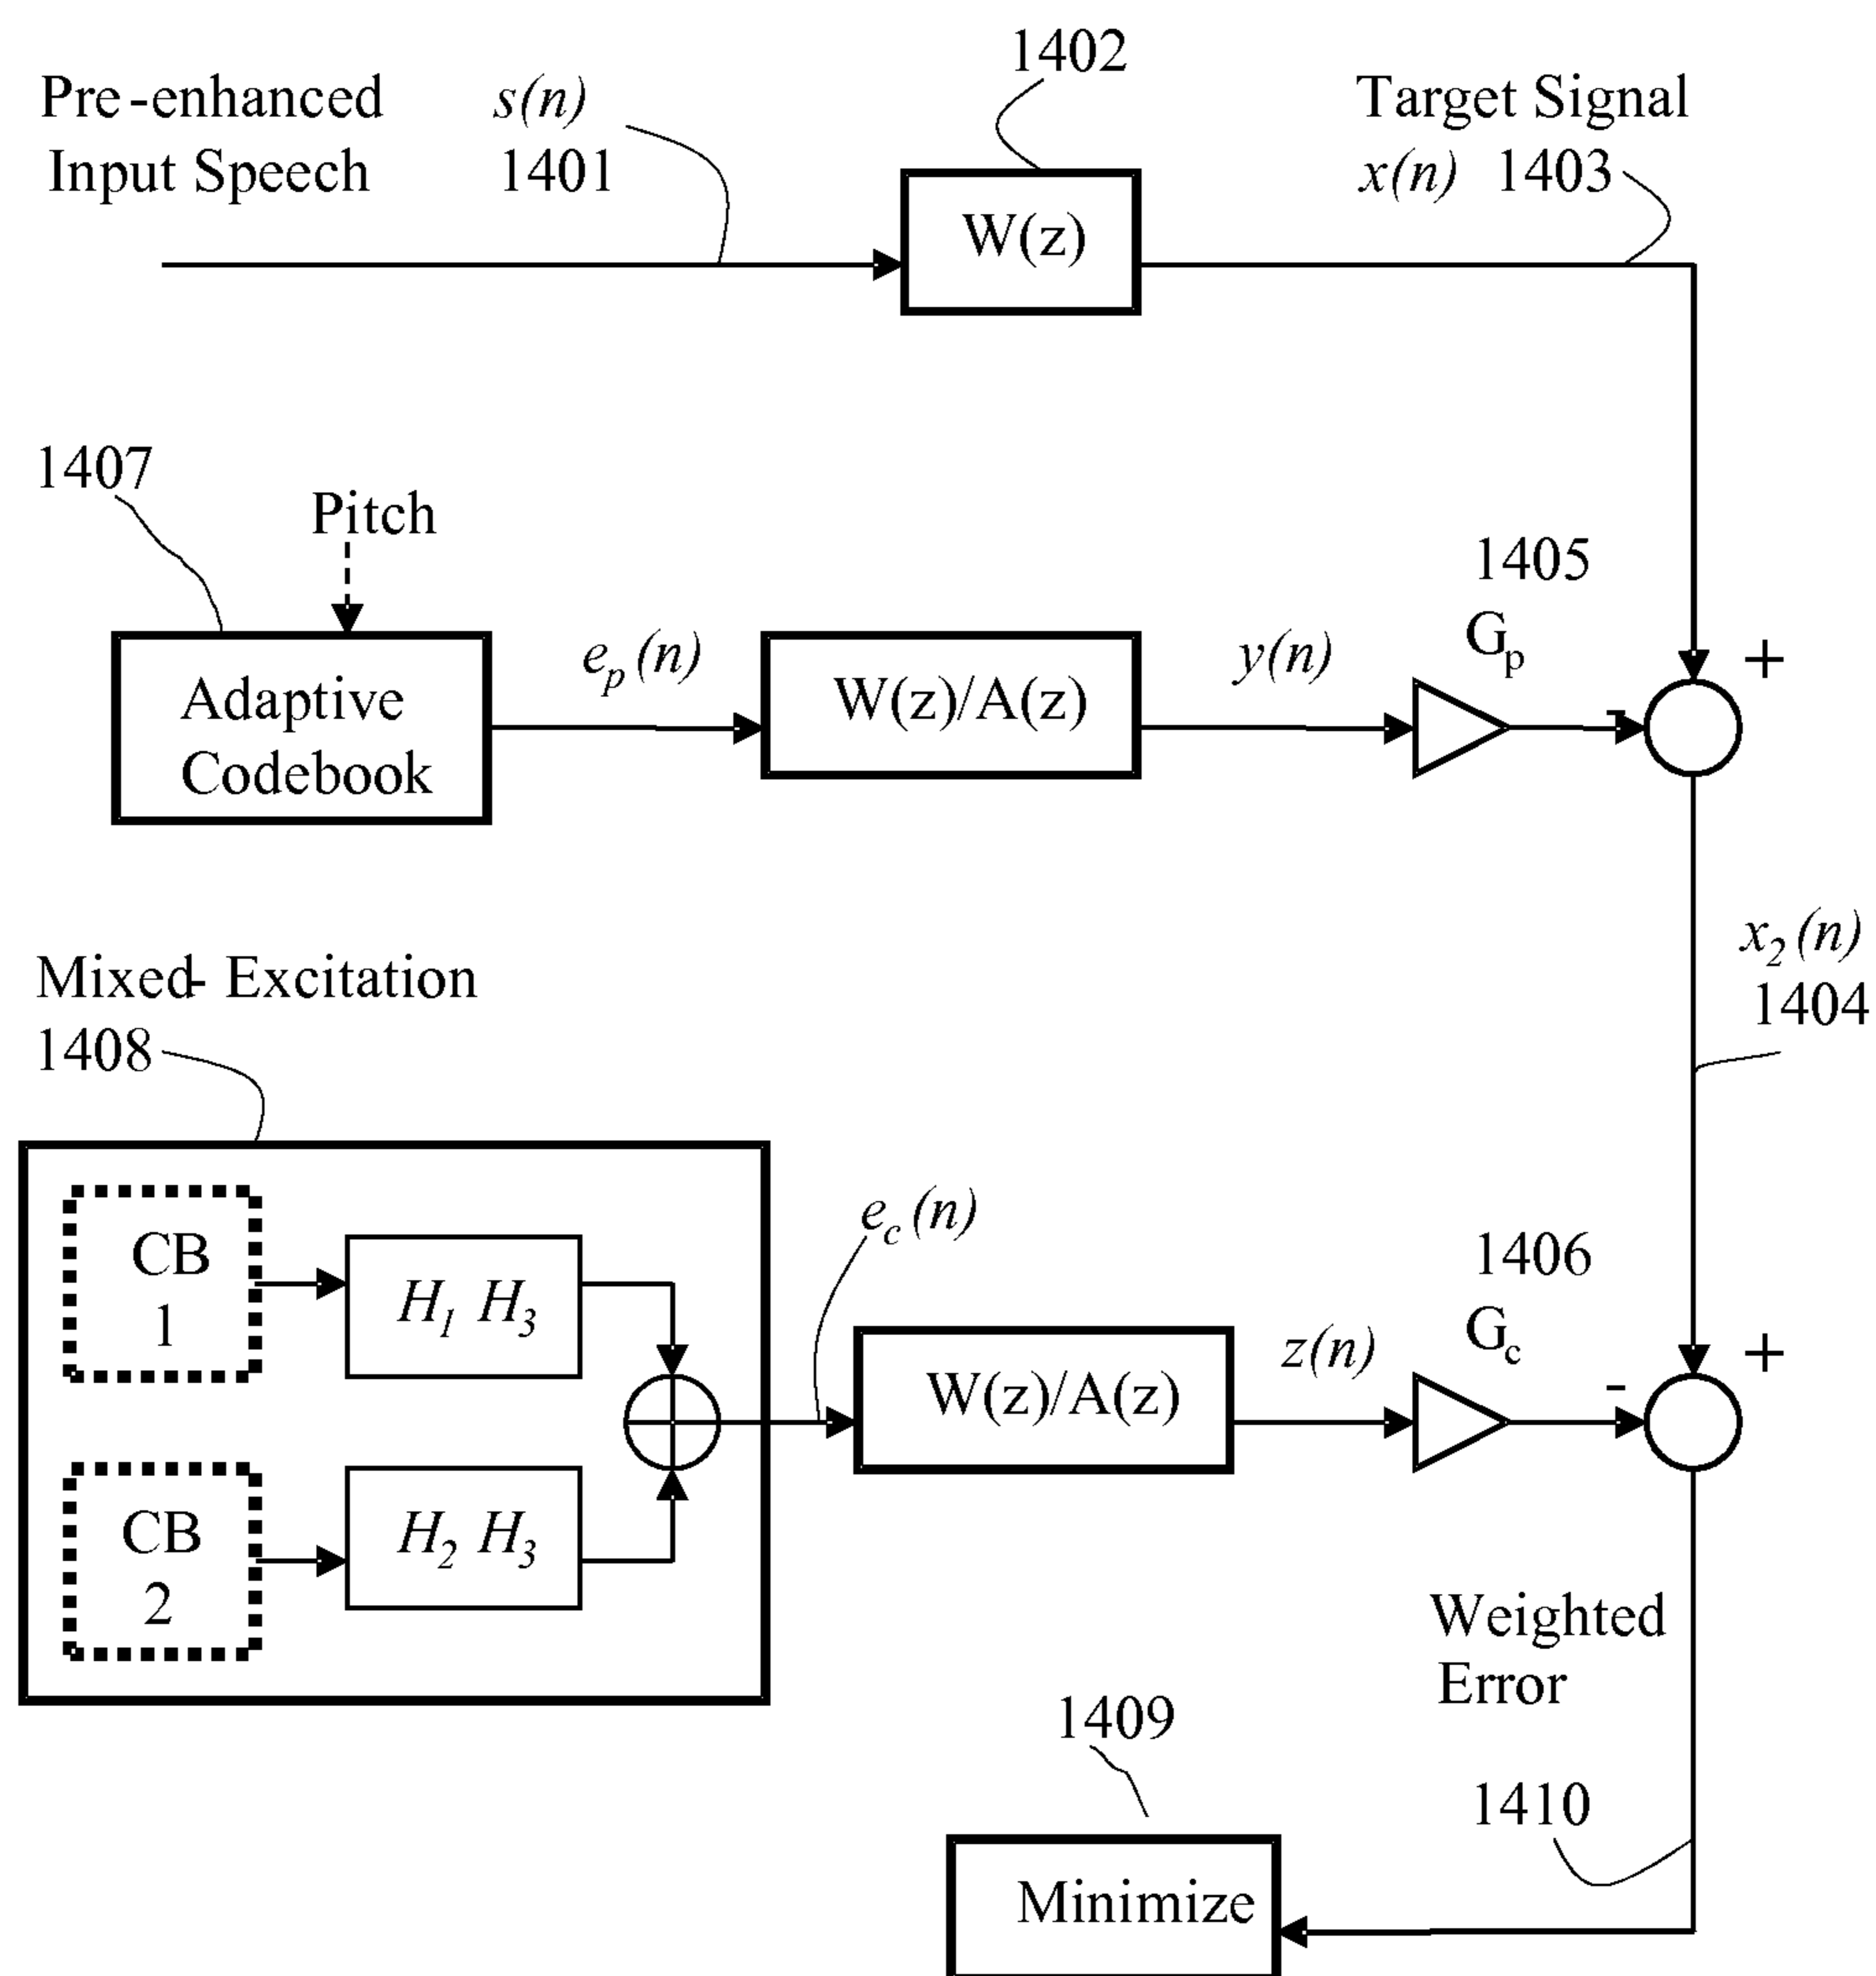 1402
Pre-enhanced
Input Speech
s(n)
1401
Target Signal
x(n) 1403
W(z)
1407
Pitch
1405
G_p
+
Adaptive
Codebook
e_p(n)
W(z)/A(z)
y(n)
-
x_2(n)
1404
Mixed- Excitation
1408
CB
1
H_1 H_3
e_c(n)
1406
G_c
+
W(z)/A(z)
z(n)
-
CB
2
H_2 H_3
Weighted
Error
1409
1410
Minimize